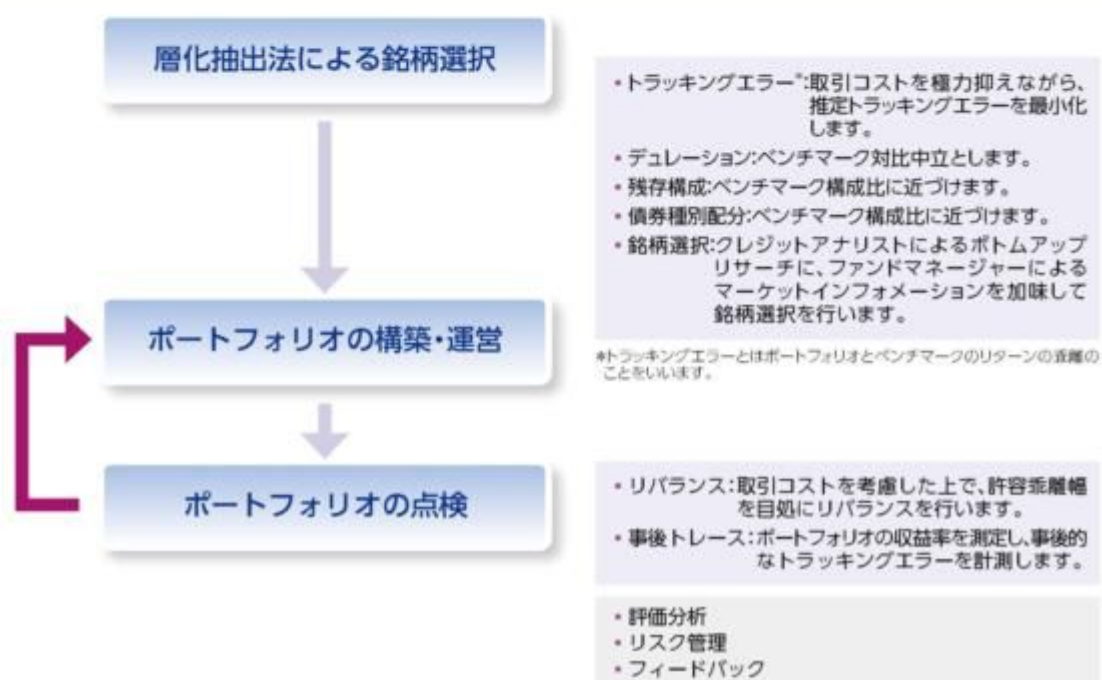 層化抽出法による銘柄選択
・トラッキングエラー*:取引コストを極力抑えながら、
推定トラッキングエラーを最小化
します。
・デュレーション:ベンチマーク対比中立とします。
・残存構成:ベンチマーク構成比に近づけます。
・債券種別配分:ベンチマーク構成比に近づけます。
・銘柄選択:クレジットアナリストによるボトムアップ
リサーチに、ファンドマネージャーによる
マーケットインフォメーションを加味して
銘柄選択を行います。
*トラッキングエラーとはポートフォリオとベンチマークのリターンの乖離の
ことをいいます。
ポートフォリオの構築・運営
ポートフォリオの点検
・リバランス:取引コストを考慮した上で、許容乖離幅
を目処にリバランスを行います。
・事後トレース:ポートフォリオの収益率を測定し、事後的
なトラッキングエラーを計測します。
・評価分析
・リスク管理
・フィードバック